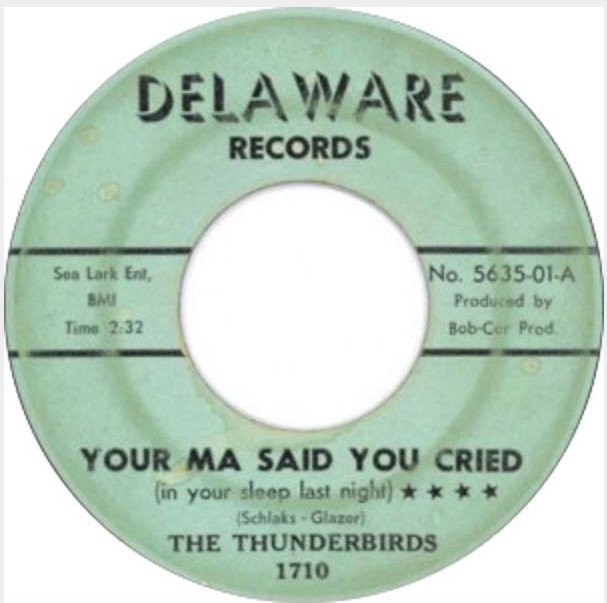 DELAWARE
RECORDS
Sea Lark Ent,
BMI
Time 2:32
No. 5635-01-A
Produced by
Bob-Cor Prod.
YOUR MA SAID YOU CRIED
(in your sleep last night) ★ ★ ★ ★
(Schlaks - Glazer)
THE THUNDERBIRDS
1710